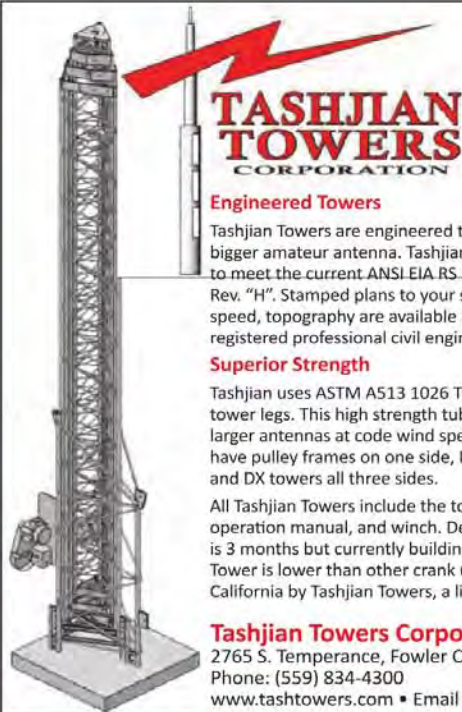 TASHJIAN
TOWERS
CORPORATION
Engineered Towers
Tashjian Towers are engineered t
bigger amateur antenna. Tashjian
to meet the current ANSI EIA RS
Rev. “H”. Stamped plans to your s
speed, topography are available
registered professional civil engin
Superior Strength
Tashjian uses ASTM A513 1026 T
tower legs. This high strength tub
larger antennas at code wind spe
have pulley frames on one side,
and DX towers all three sides.
All Tashjian Towers include the to
operation manual, and winch. De
is 3 months but currently buildin
Tower is lower than other crank
California by Tashjian Towers, a li
Tashjian Towers Corpo
2765 S. Temperance, Fowler C
Phone: (559) 834-4300
www.tashtowers.com • Email